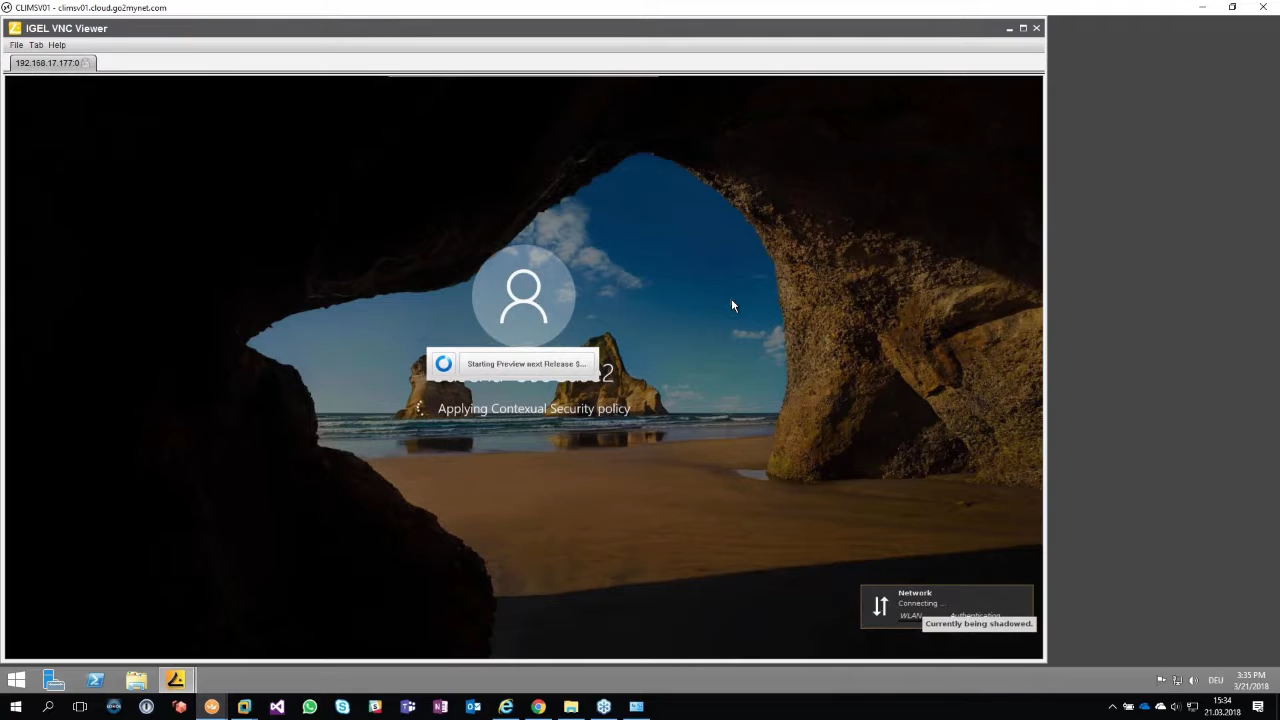 CLIMSV01 - climsv01.cloud.go2mynet.com
IGEL VNC Viewer
File Tab Help
192.168.17.177:0
Starting Preview next Release S...
Applying Contexual Security policy
Network
Connecting ...
WLAN
Authentication
Currently being shadowed.
DEU
3:35 PM
3/21/2018
15:34
21.03.2018